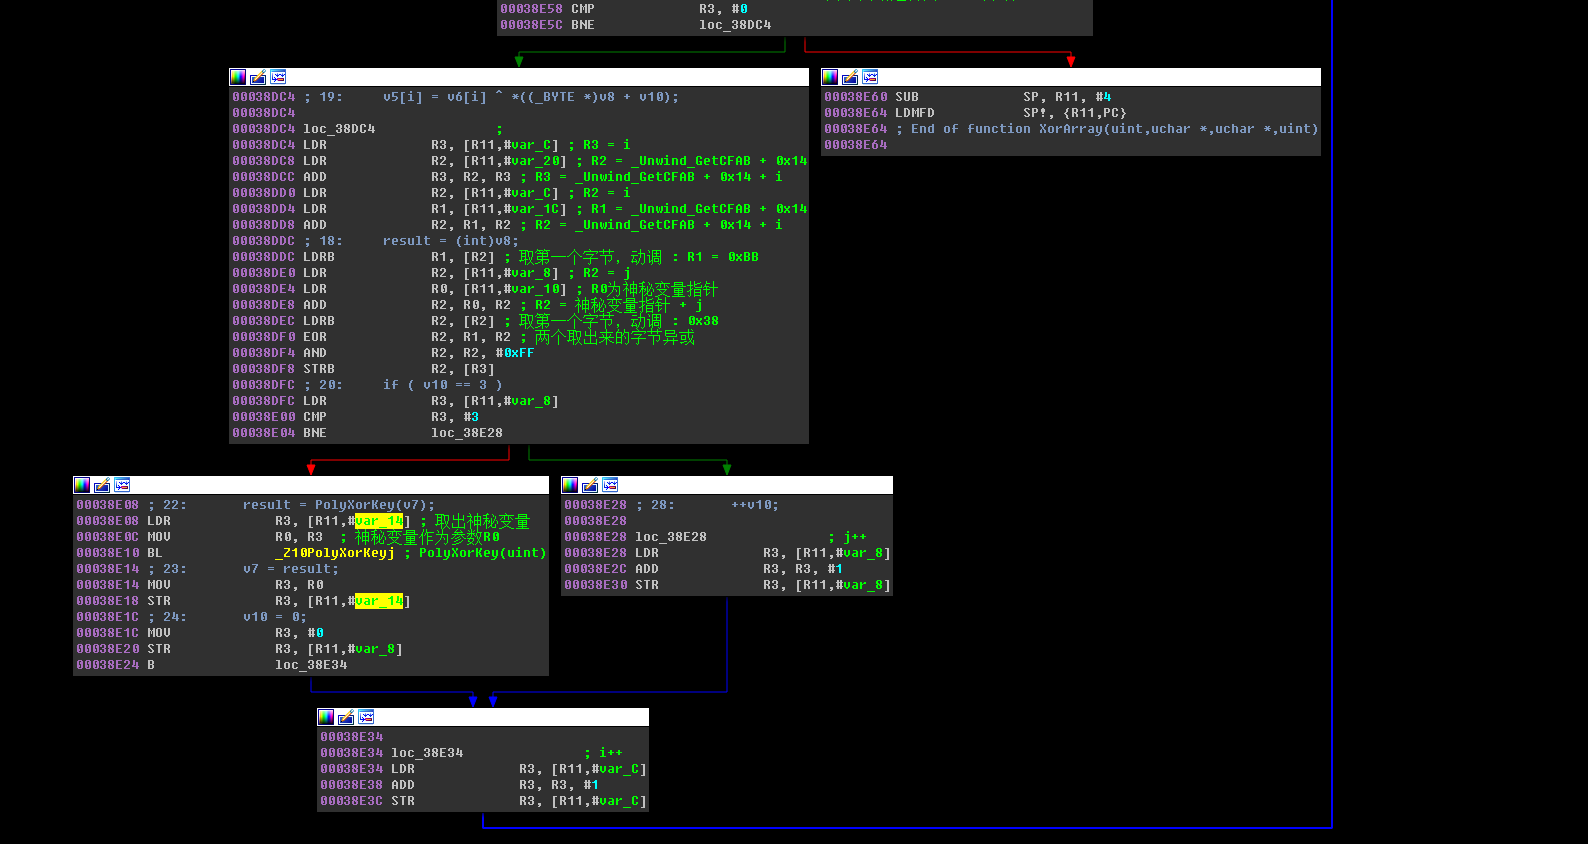 00038E58 CMP R3, #0
00038E5C BNE loc_38DC4
00038DC4 ; 19: v5[i] = v6[i] ^ *((_BYTE *)v8 + v10);
00038DC4
00038DC4 loc_38DC4 ;
00038DC4 LDR R3, [R11,#var_C] ; R3 = i
00038DC8 LDR R2, [R11,#var_20] ; R2 = _Unwind_GetCFAB + 0x14
00038DCC ADD R3, R2, R3 ; R3 = _Unwind_GetCFAB + 0x14 + i
00038DD0 LDR R2, [R11,#var_C] ; R2 = i
00038DD4 LDR R1, [R11,#var_1C] ; R1 = _Unwind_GetCFAB + 0x14
00038DD8 ADD R2, R1, R2 ; R2 = _Unwind_GetCFAB + 0x14 + i
00038DDC ; 18: result = (int)v8;
00038DDC LDRB R1, [R2] ; 取第一个字节，动调 : R1 = 0xBB
00038DE0 LDR R2, [R11,#var_8] ; R2 = j
00038DE4 LDR R0, [R11,#var_10] ; R0为神秘变量指针
00038DE8 ADD R2, R0, R2 ; R2 = 神秘变量指针 + j
00038DEC LDRB R2, [R2] ; 取第一个字节，动调 : 0x38
00038DF0 EOR R2, R1, R2 ; 两个取出来的字节异或
00038DF4 AND R2, R2, #0xFF
00038DF8 STRB R2, [R3]
00038DFC ; 20: if ( v10 == 3 )
00038DFC LDR R3, [R11,#var_8]
00038E00 CMP R3, #3
00038E04 BNE loc_38E28
00038E60 SUB SP, R11, #4
00038E64 LDMFD SP!, {R11,PC}
00038E64 ; End of function XorArray(uint,uchar *,uchar *,uint)
00038E64
00038E08 ; 22: result = PolyXorKey(v7);
00038E08 LDR R3, [R11,#var_14] ; 取出神秘变量
00038E0C MOV R0, R3 ; 神秘变量作为参数R0
00038E10 BL _Z10PolyXorKeyj ; PolyXorKey(uint)
00038E14 ; 23: v7 = result;
00038E14 MOV R3, R0
00038E18 STR R3, [R11,#var_14]
00038E1C ; 24: v10 = 0;
00038E1C MOV R3, #0
00038E20 STR R3, [R11,#var_8]
00038E24 B loc_38E34
00038E28 ; 28: ++v10;
00038E28
00038E28 loc_38E28 ; j++
00038E28 LDR R3, [R11,#var_8]
00038E2C ADD R3, R3, #1
00038E30 STR R3, [R11,#var_8]
00038E34
00038E34 loc_38E34 ; i++
00038E34 LDR R3, [R11,#var_C]
00038E38 ADD R3, R3, #1
00038E3C STR R3, [R11,#var_C]